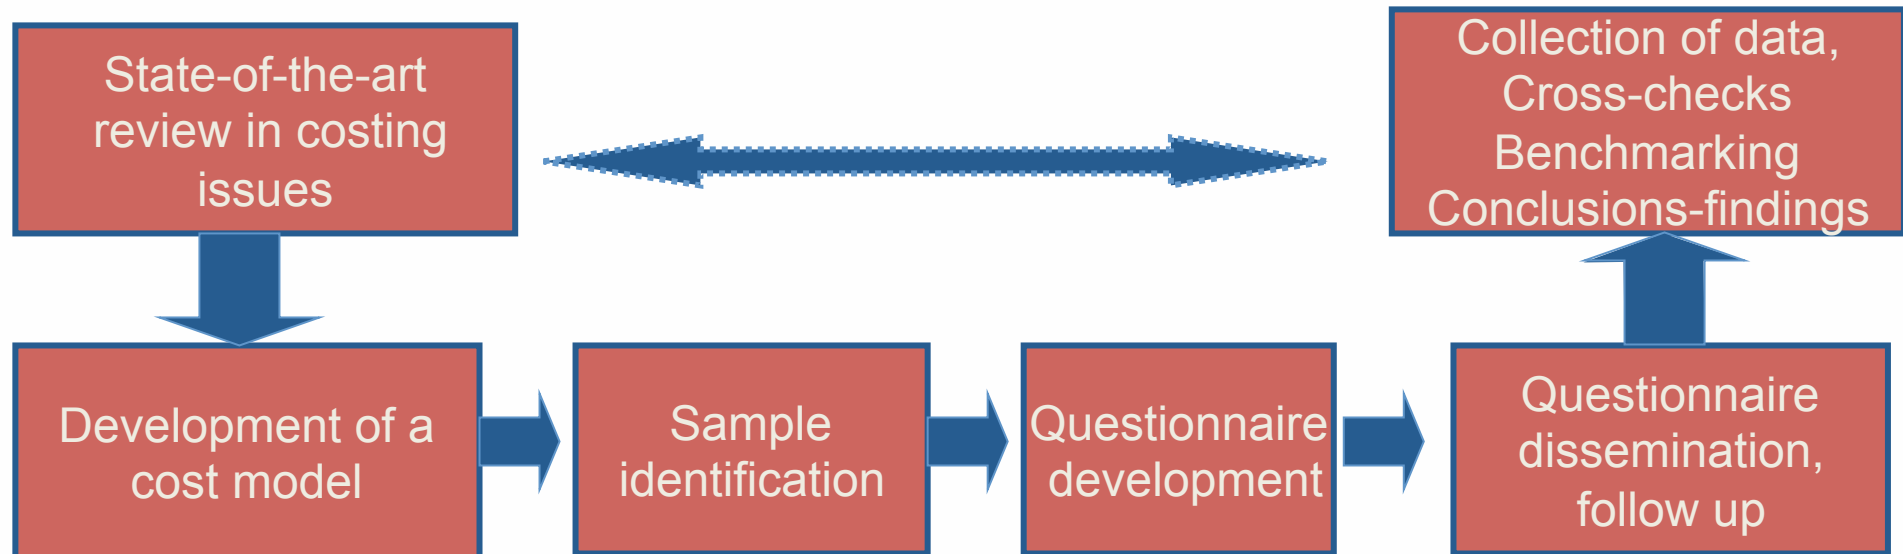 State-of-the-art
review in costing
issues
Collection of data,
Cross-checks
Benchmarking
Conclusions-findings
Development of a
cost model
Sample
identification
Questionnaire
development
Questionnaire
dissemination,
follow up